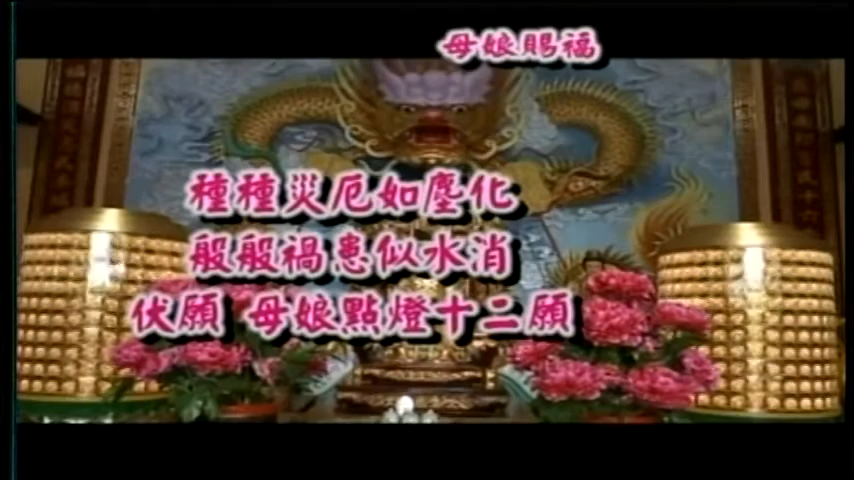 母娘賜福
種種災厄如塵化
般般禍患似水消
伏願 母娘點燈十二願